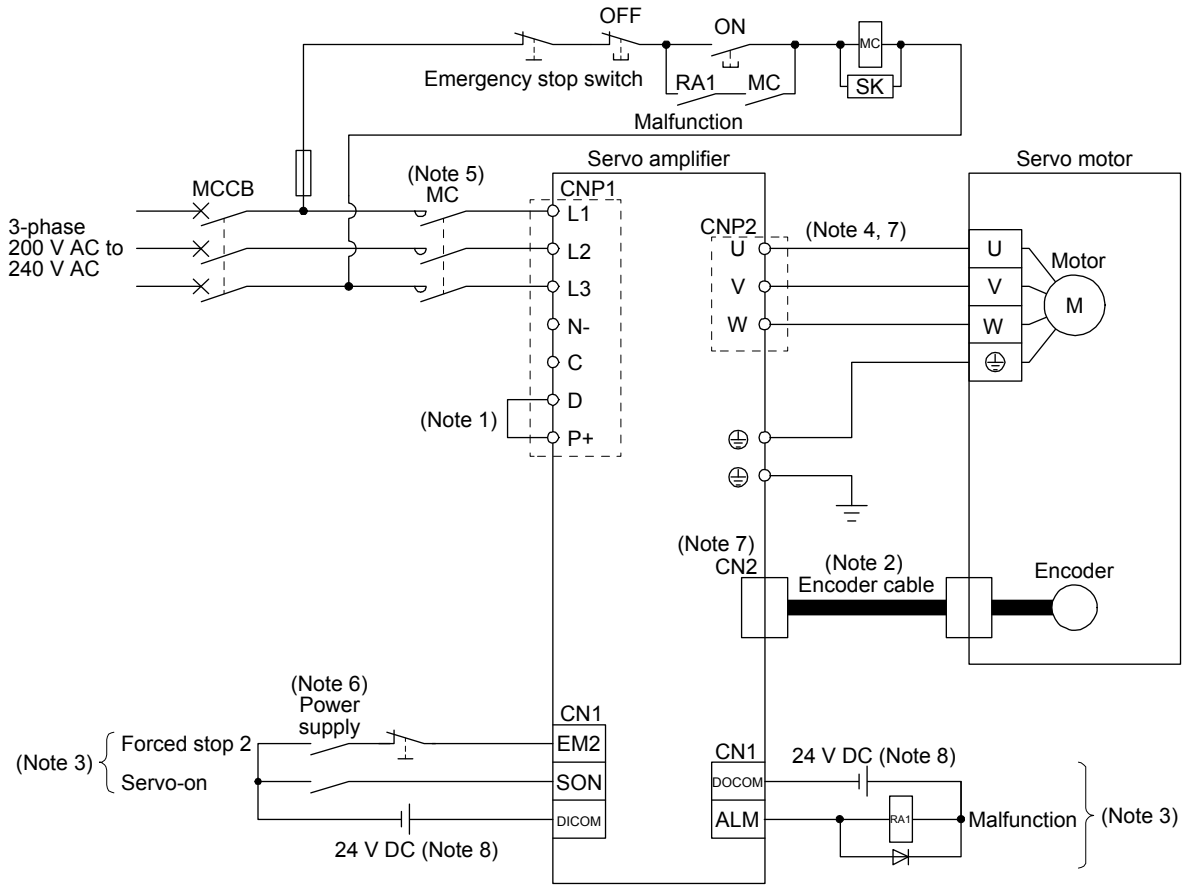 OFF
ON
MC
Emergency stop switch
RA1
MC
SK
Malfunction
Servo amplifier
Servo motor
MCCB
(Note 5)
MC
CNP1
3-phase
200 V AC to
240 V AC
L1
L2
L3
N-
C
D
P+
(Note 1)
CNP2
U
V
W
(Note 4, 7)
U
V
W
Motor
M
(Note 7)
CN2
(Note 2)
Encoder cable
Encoder
(Note 6)
Power
supply
CN1
(Note 3)
Forced stop 2
EM2
Servo-on
SON
DICOM
24 V DC (Note 8)
CN1
24 V DC (Note 8)
DOCOM
ALM
RA1
Malfunction
(Note 3)